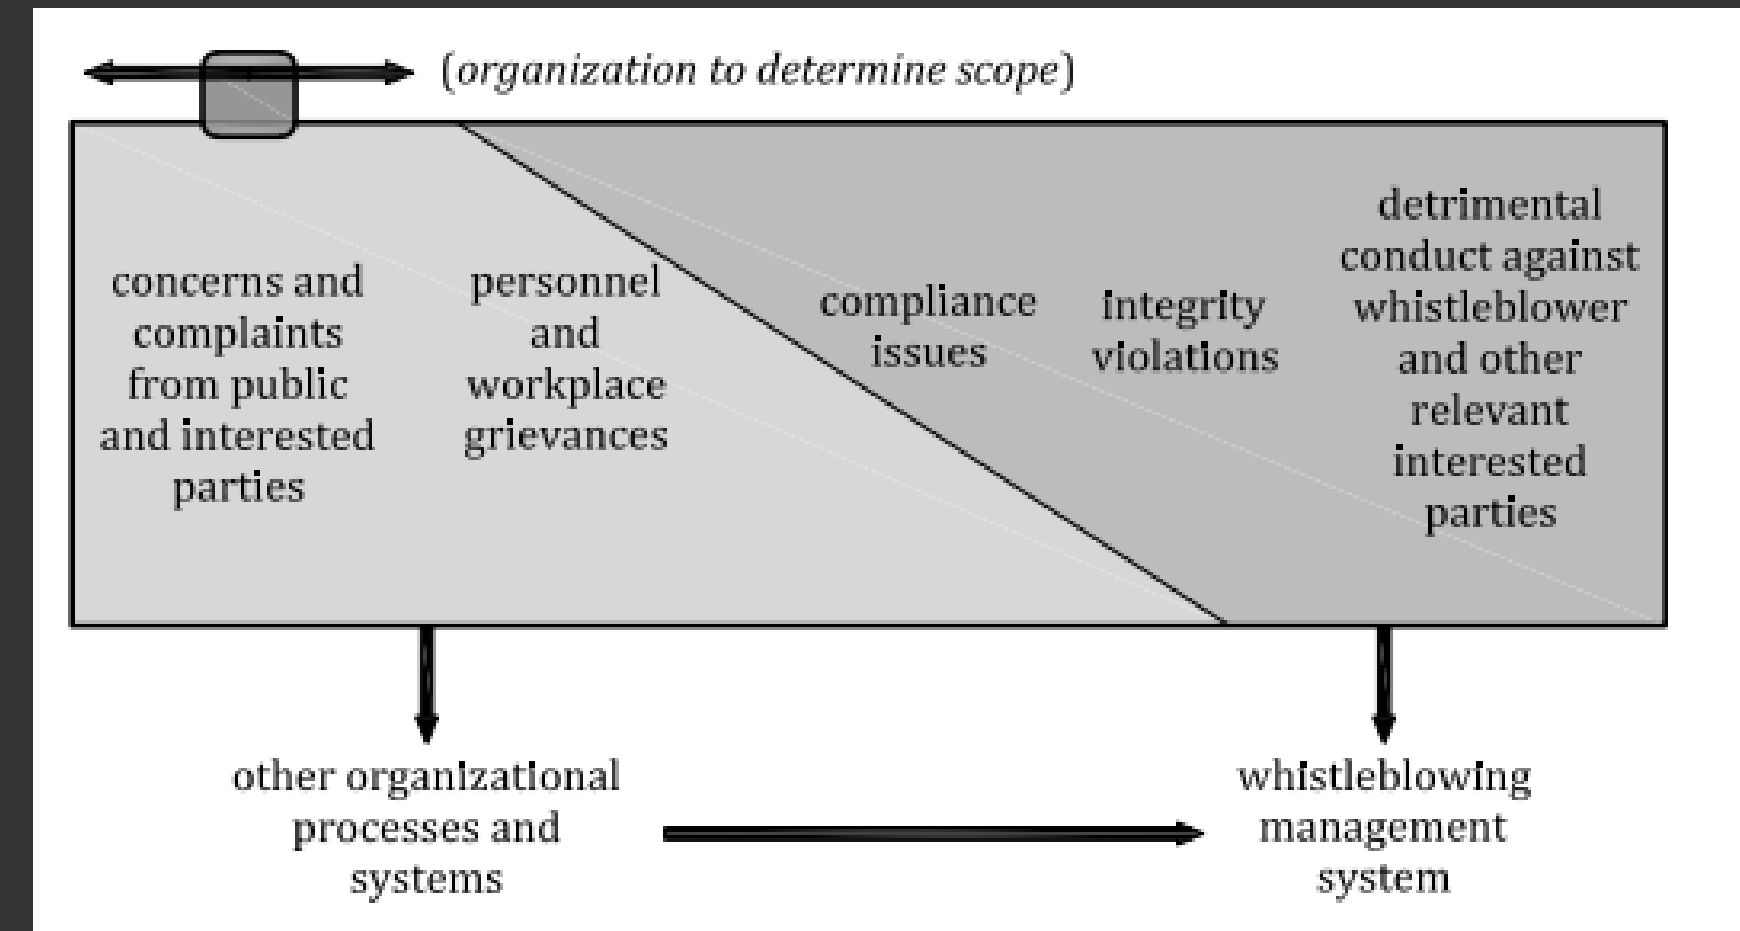 (organization to determine scope)
concerns and
complaints
from public
and interested
parties
personnel
and
workplace
grievances
compliance
issues
integrity
violations
detrimental
conduct against
whistleblower
and other
relevant
interested
parties
other organizational
processes and
systems
whistleblowing
management
system